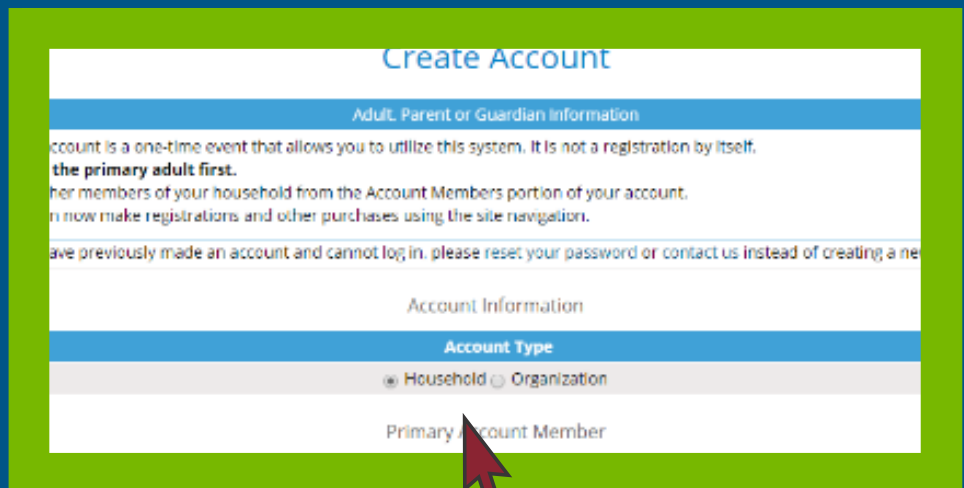 Create Account
Adult, Parent or Guardian Information
ccount is a one-time event that allows you to utilize this system. It is not a registration by itself.
the primary adult first.
her members of your household from the Account Members portion of your account.
n now make registrations and other purchases using the site navigation.
ave previously made an account and cannot log in, please reset your password or contact us instead of creating a ne
Account Information
Account Type
Household Organization
Primary Account Member